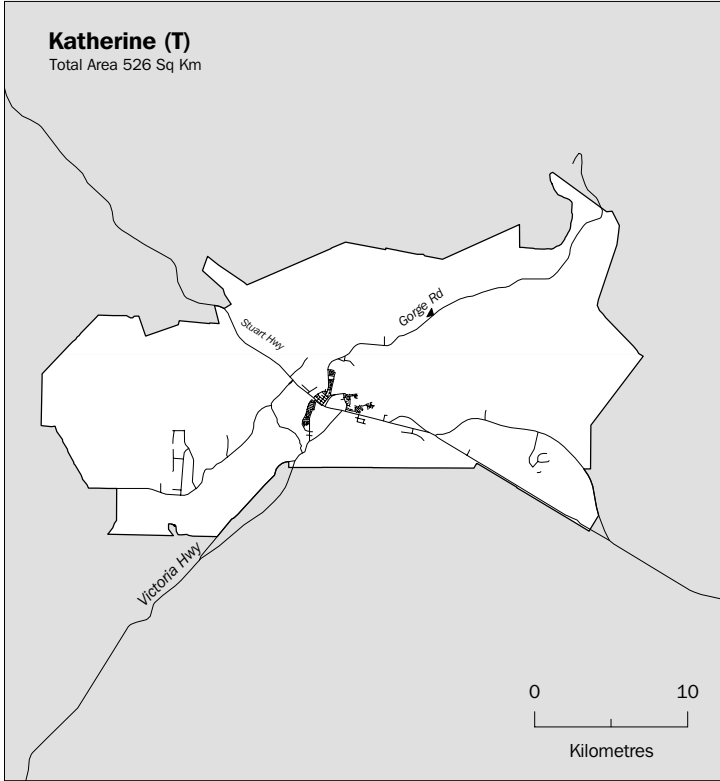 Katherine (T)
Total Area 526 Sq Km
Gorge Rd
Stuart Hwy
Victoria Hwy
0 10
Kilometres